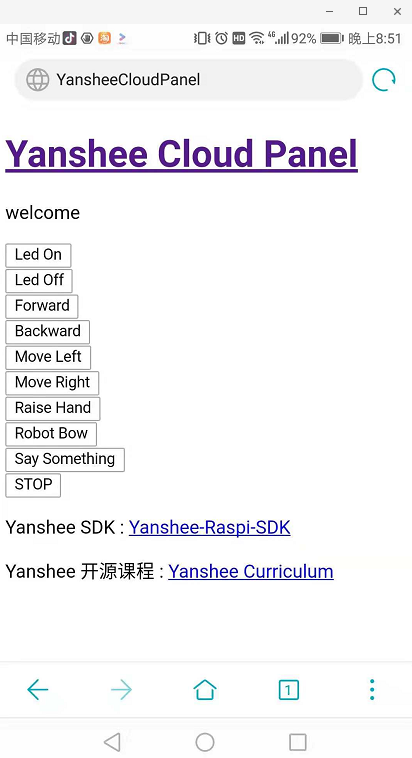 中国移动 HD 4G 92% 晚上8:51
YansheeCloudPanel
Yanshee Cloud Panel
welcome
Led On
Led Off
Forward
Backward
Move Left
Move Right
Raise Hand
Robot Bow
Say Something
STOP
Yanshee SDK : Yanshee-Raspi-SDK
Yanshee 开源课程 : Yanshee Curriculum
1